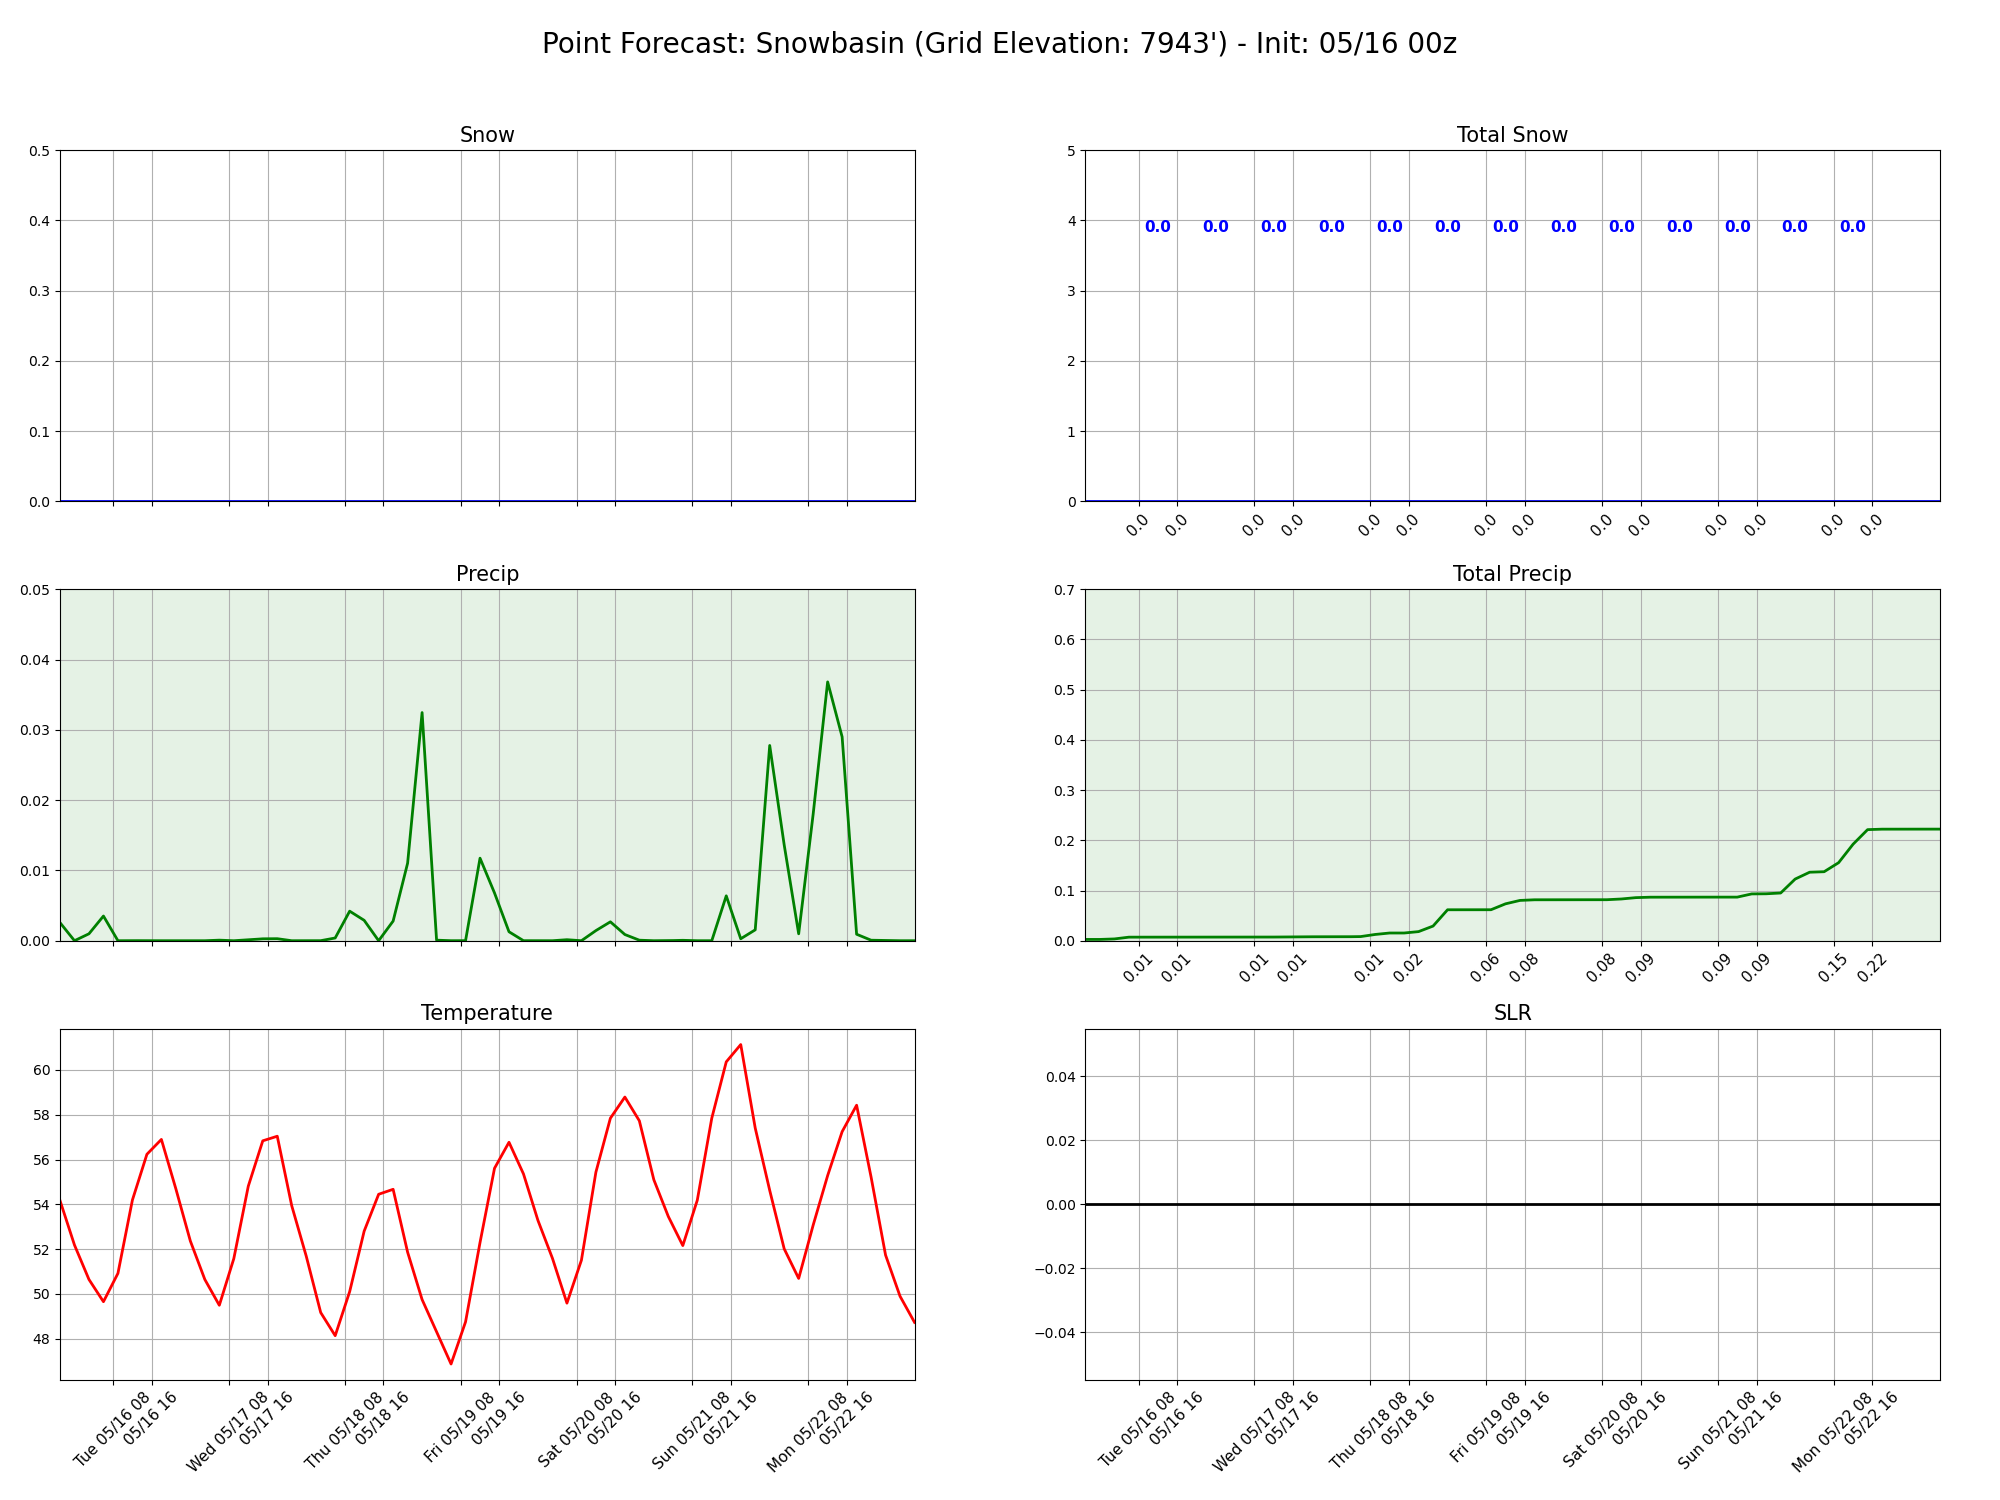 Point Forecast: Snowbasin (Grid Elevation: 7943') - Init: 05/16 00z
Snow
0.5
0.4
0.3
0.2
0.1
0.0
Total Snow
5
4
3
2
1
0
0.0 0.0 0.0 0.0 0.0 0.0 0.0 0.0 0.0 0.0 0.0 0.0 0.0
0.0 0.0 0.0 0.0 0.0 0.0 0.0 0.0 0.0 0.0 0.0 0.0 0.0 0.0
Precip
0.05
0.04
0.03
0.02
0.01
0.00
Total Precip
0.7
0.6
0.5
0.4
0.3
0.2
0.1
0.0
0.01 0.01 0.01 0.01 0.01 0.02 0.06 0.08 0.08 0.09 0.09 0.09 0.15 0.22
Temperature
60
58
56
54
52
50
48
Tue 05/16 08
05/16 16
Wed 05/17 08
05/17 16
Thu 05/18 08
05/18 16
Fri 05/19 08
05/19 16
Sat 05/20 08
05/20 16
Sun 05/21 08
05/21 16
Mon 05/22 08
05/22 16
SLR
0.04
0.02
0.00
−0.02
−0.04
Tue 05/16 08
05/16 16
Wed 05/17 08
05/17 16
Thu 05/18 08
05/18 16
Fri 05/19 08
05/19 16
Sat 05/20 08
05/20 16
Sun 05/21 08
05/21 16
Mon 05/22 08
05/22 16